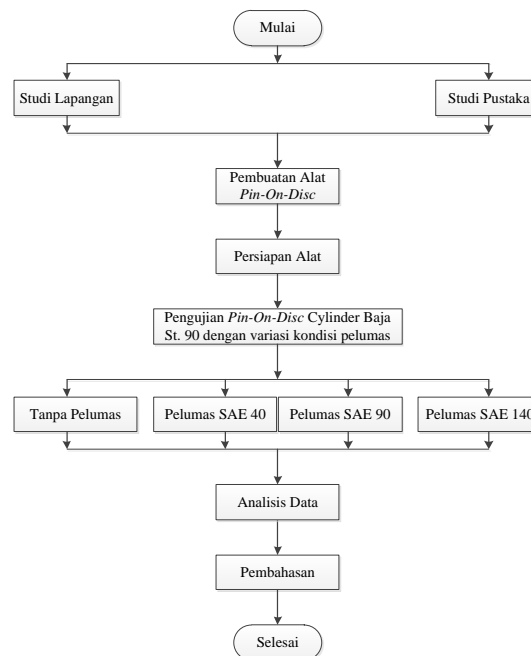 Mulai
Studi Lapangan
Studi Pustaka
Pembuatan Alat
Pin-On-Disc
Persiapan Alat
Pengujian Pin-On-Disc Cylinder Baja
St. 90 dengan variasi kondisi pelumas
Tanpa Pelumas
Pelumas SAE 40
Pelumas SAE 90
Pelumas SAE 140
Analisis Data
Pembahasan
Selesai